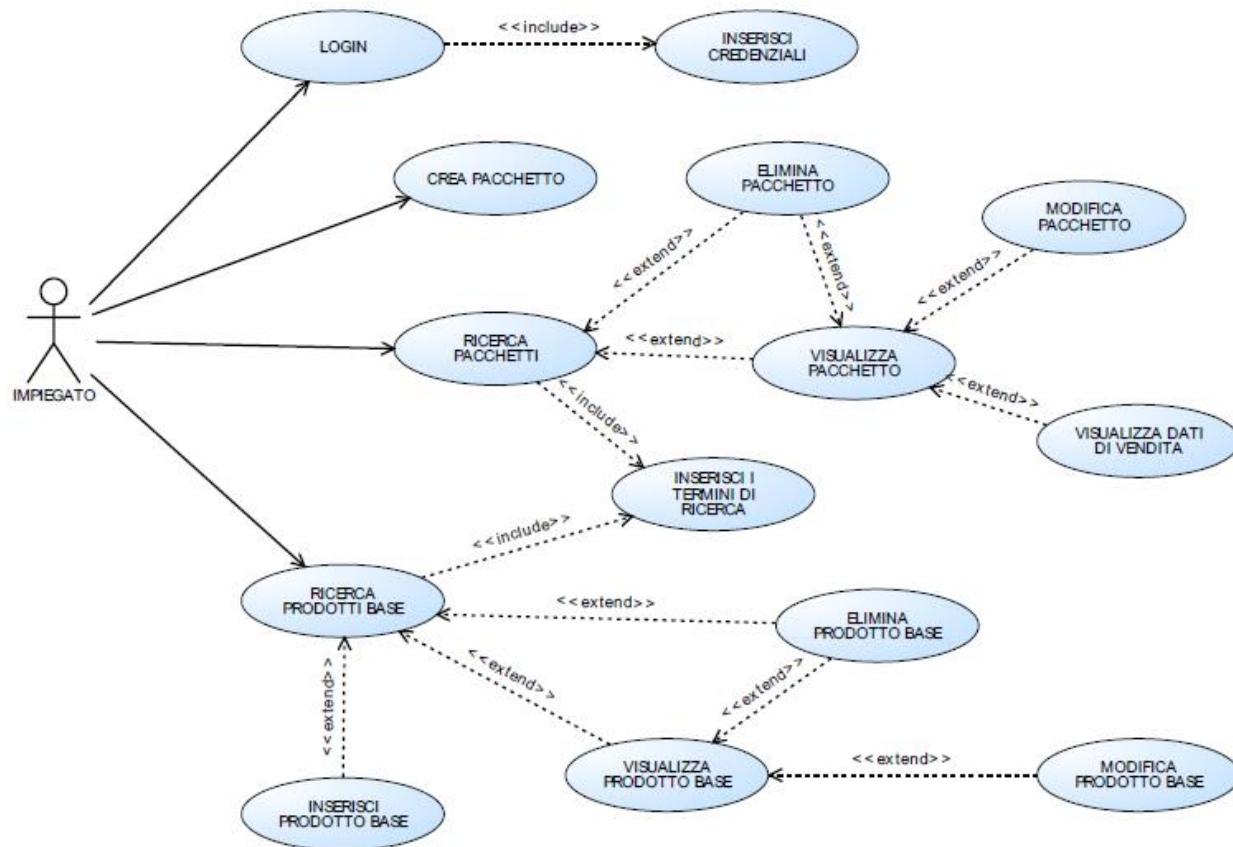 <<include>>
LOGIN
INSERISCI
CREDENZIALI
CREA PACCHETTO
ELIMINA
PACCHETTO
MODIFICA
PACCHETTO
<<extend>>
<<extend>>
<<extend>>
RICERCA
PACCHETTI
<<extend>>
VISUALIZZA
PACCHETTO
IMPIEGATO
<<extend>>
<<include>>
VISUALIZZA DATI
DI VENDITA
INSERISCI I
TERMINI DI
RICERCA
<<include>>
RICERCA
PRODOTTI BASE
<<extend>>
ELIMINA
PRODOTTO BASE
<<extend>>
<<extend>>
<<extend>>
VISUALIZZA
PRODOTTO BASE
<<extend>>
MODIFICA
PRODOTTO BASE
INSERISCI
PRODOTTO BASE